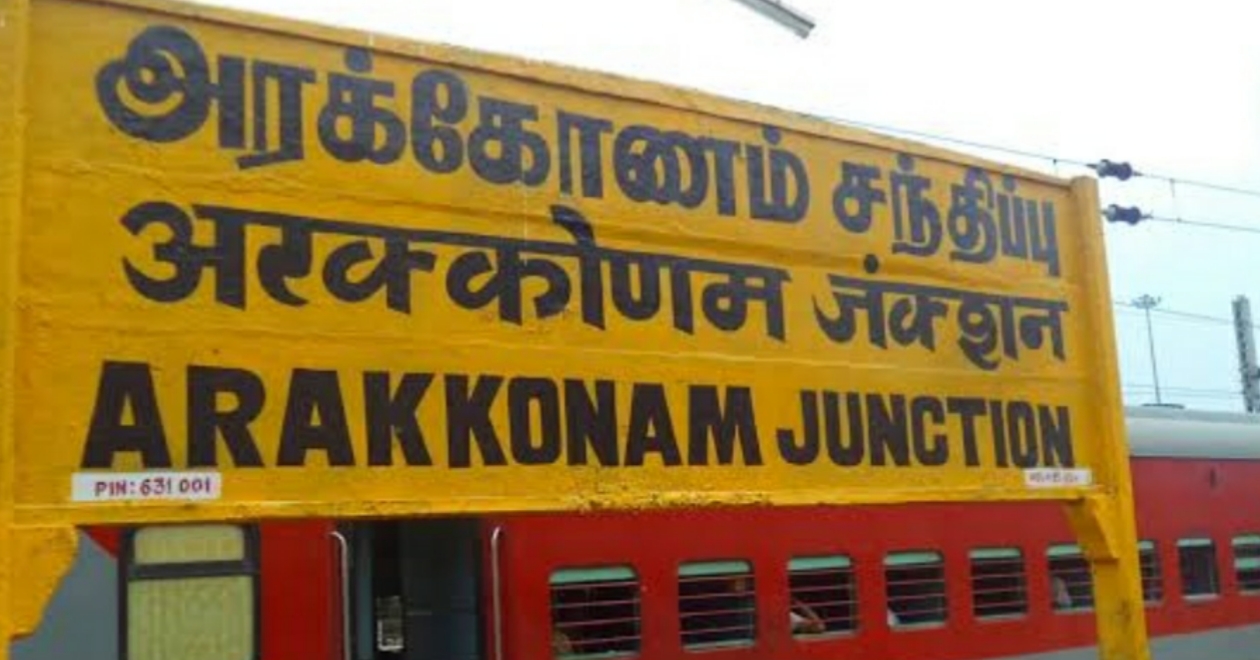 அரக்கோணம் சந்திப்பு
अरक्कोणम जंक्शन
ARAKKONAM JUNCTION
PIN: 631 001